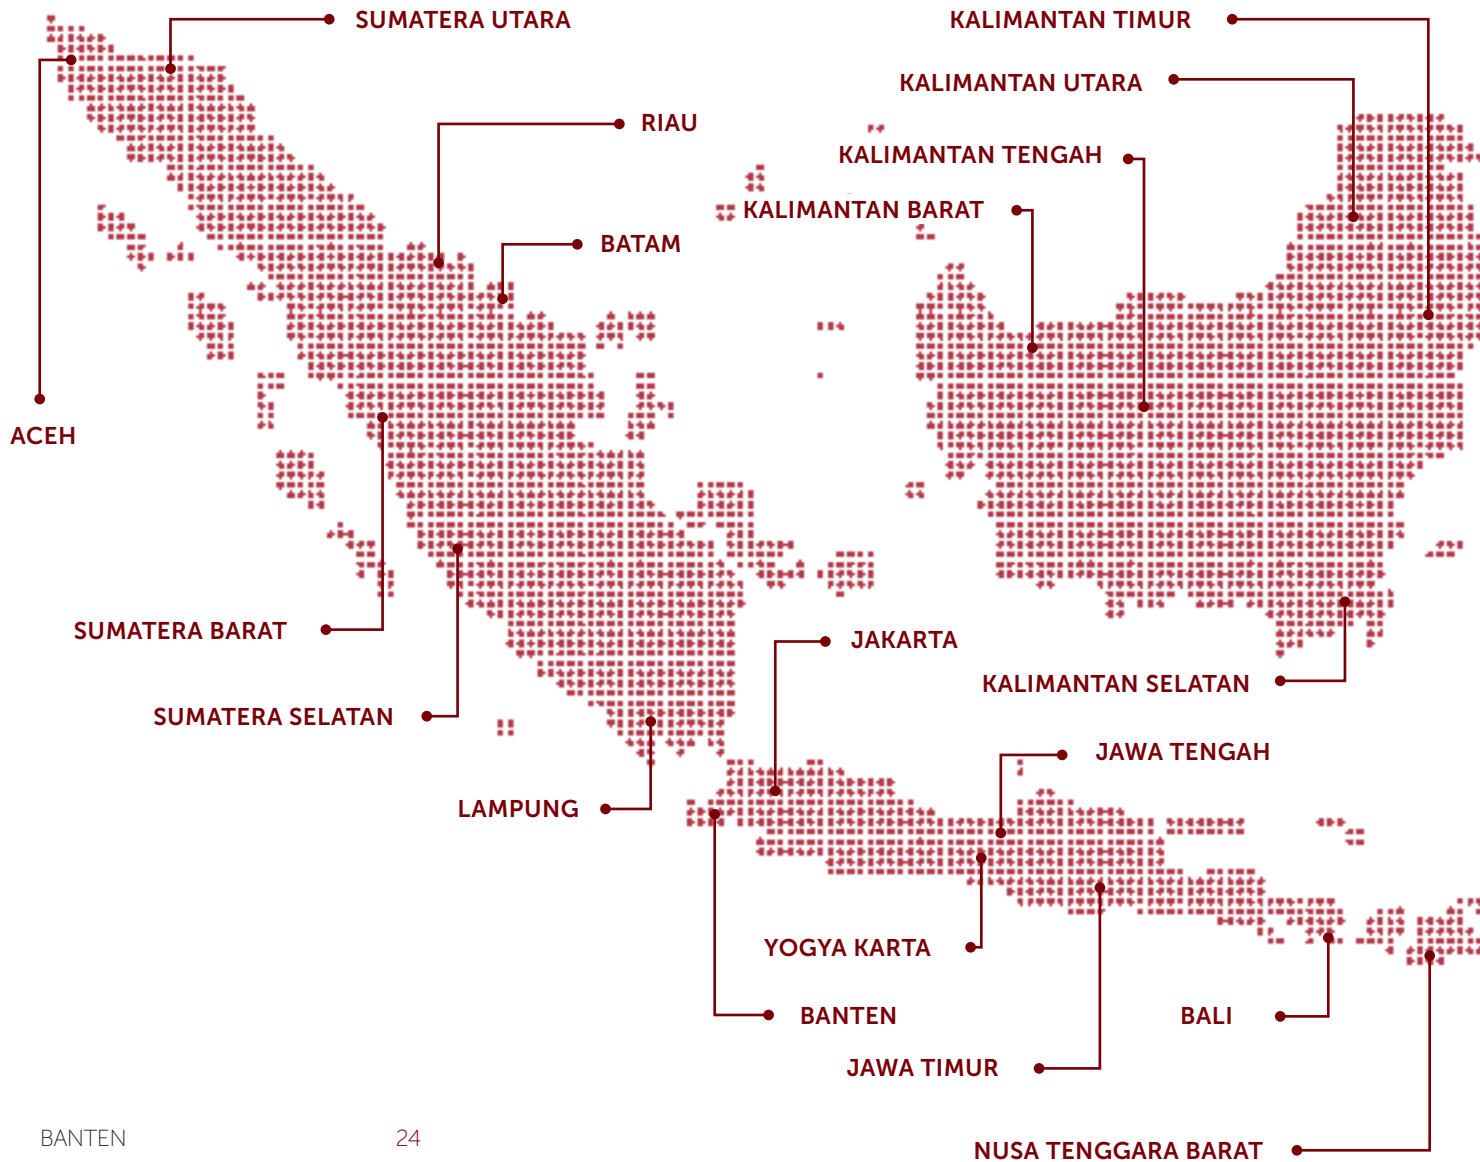 SUMATERA UTARA
KALIMANTAN TIMUR
KALIMANTAN UTARA
RIAU
KALIMANTAN TENGAH
KALIMANTAN BARAT
BATAM
ACEH
SUMATERA BARAT
JAKARTA
KALIMANTAN SELATAN
SUMATERA SELATAN
JAWA TENGAH
LAMPUNG
YOGYA KARTA
BANTEN
BALI
JAWA TIMUR
BANTEN 24
NUSA TENGGARA BARAT